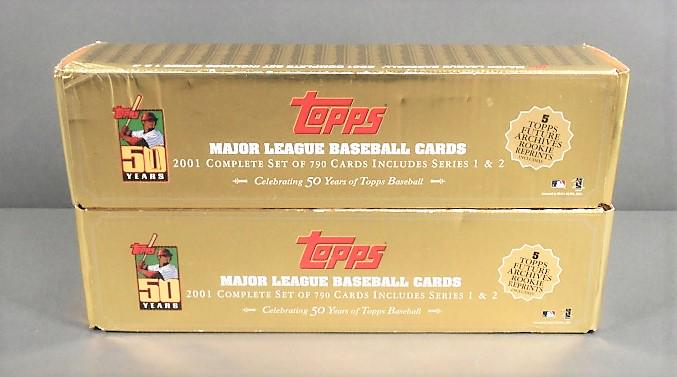 Topps
50
YEARS
Topps
MAJOR LEAGUE BASEBALL CARDS
2001 COMPLETE SET OF 790 CARDS INCLUDES SERIES 1 & 2
Celebrating 50 Years of Topps Baseball
5
TOPPS
FUTURE
ARCHIVES
ROOKIE
REPRINTS
Topps
50
YEARS
Topps
MAJOR LEAGUE BASEBALL CARDS
2001 COMPLETE SET OF 790 CARDS INCLUDES SERIES 1 & 2
Celebrating 50 Years of Topps Baseball
5
TOPPS
FUTURE
ARCHIVES
ROOKIE
REPRINTS